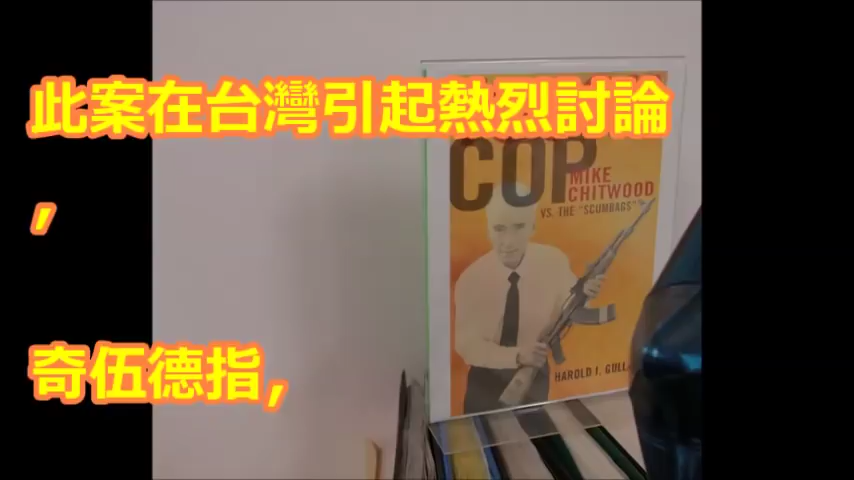 此案在台灣引起熱烈討論
，
奇伍德指，
COP
MIKE
CHITWOOD
VS. THE "SCUMBAGS"
HAROLD I. GULL